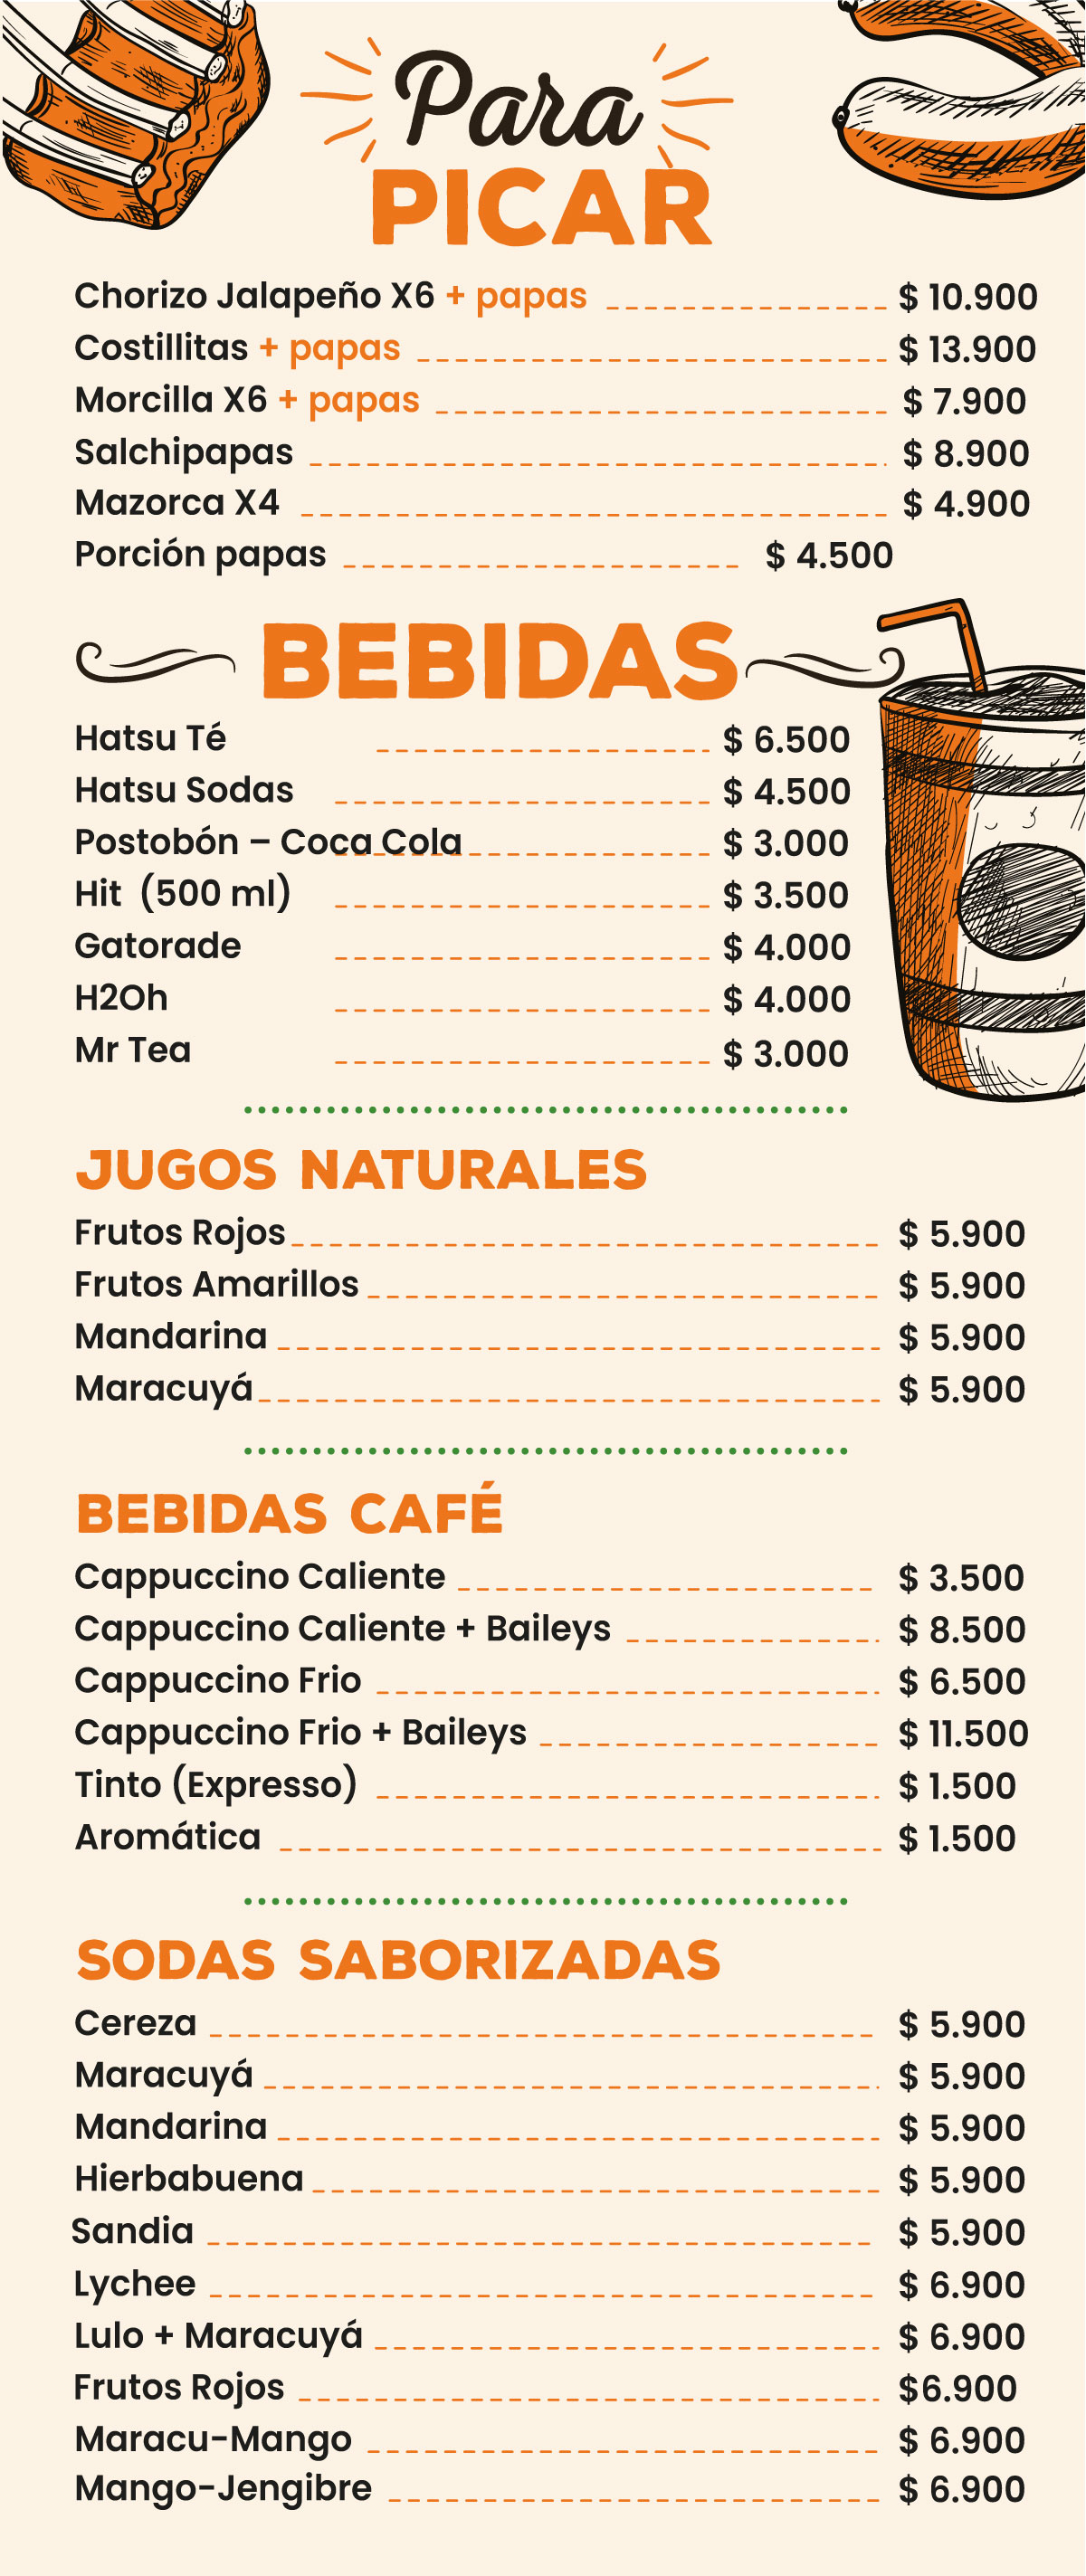 Para
PICAR
Chorizo Jalapeño X6 + papas $ 10.900
Costillitas + papas $ 13.900
Morcilla X6 + papas $ 7.900
Salchipapas $ 8.900
Mazorca X4 $ 4.900
Porción papas $ 4.500
BEBIDAS
Hatsu Té $ 6.500
Hatsu Sodas $ 4.500
Postobón – Coca Cola $ 3.000
Hit (500 ml) $ 3.500
Gatorade $ 4.000
H2Oh $ 4.000
Mr Tea $ 3.000
JUGOS NATURALES
Frutos Rojos $ 5.900
Frutos Amarillos $ 5.900
Mandarina $ 5.900
Maracuyá $ 5.900
BEBIDAS CAFÉ
Cappuccino Caliente $ 3.500
Cappuccino Caliente + Baileys $ 8.500
Cappuccino Frio $ 6.500
Cappuccino Frio + Baileys $ 11.500
Tinto (Expresso) $ 1.500
Aromática $ 1.500
SODAS SABORIZADAS
Cereza $ 5.900
Maracuyá $ 5.900
Mandarina $ 5.900
Hierbabuena $ 5.900
Sandia $ 5.900
Lychee $ 6.900
Lulo + Maracuyá $ 6.900
Frutos Rojos $6.900
Maracu-Mango $ 6.900
Mango-Jengibre $ 6.900